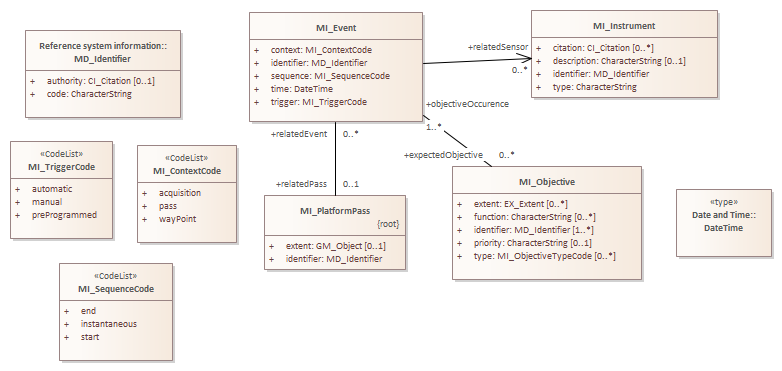 MI_Event
+ context: MI_ContextCode
+ identifier: MD_Identifier
+ sequence: MI_SequenceCode
+ time: DateTime
+ trigger: MI_TriggerCode
MI_Instrument
+ citation: CI_Citation [0..*]
+ description: CharacterString [0..1]
+ identifier: MD_Identifier
+ type: CharacterString
Reference system information::
MD_Identifier
+ authority: CI_Citation [0..1]
+ code: CharacterString
+relatedSensor
0..*
+objectiveOccurence
1..*
+relatedEvent
0..*
+expectedObjective
0..*
+relatedPass
0..1
«CodeList»
MI_TriggerCode
+ automatic
+ manual
+ preProgrammed
«CodeList»
MI_ContextCode
+ acquisition
+ pass
+ wayPoint
MI_PlatformPass
{root}
+ extent: GM_Object [0..1]
+ identifier: MD_Identifier
MI_Objective
+ extent: EX_Extent [0..*]
+ function: CharacterString [0..*]
+ identifier: MD_Identifier [1..*]
+ priority: CharacterString [0..1]
+ type: MI_ObjectiveTypeCode [0..*]
«type»
Date and Time::
DateTime
«CodeList»
MI_SequenceCode
+ end
+ instantaneous
+ start